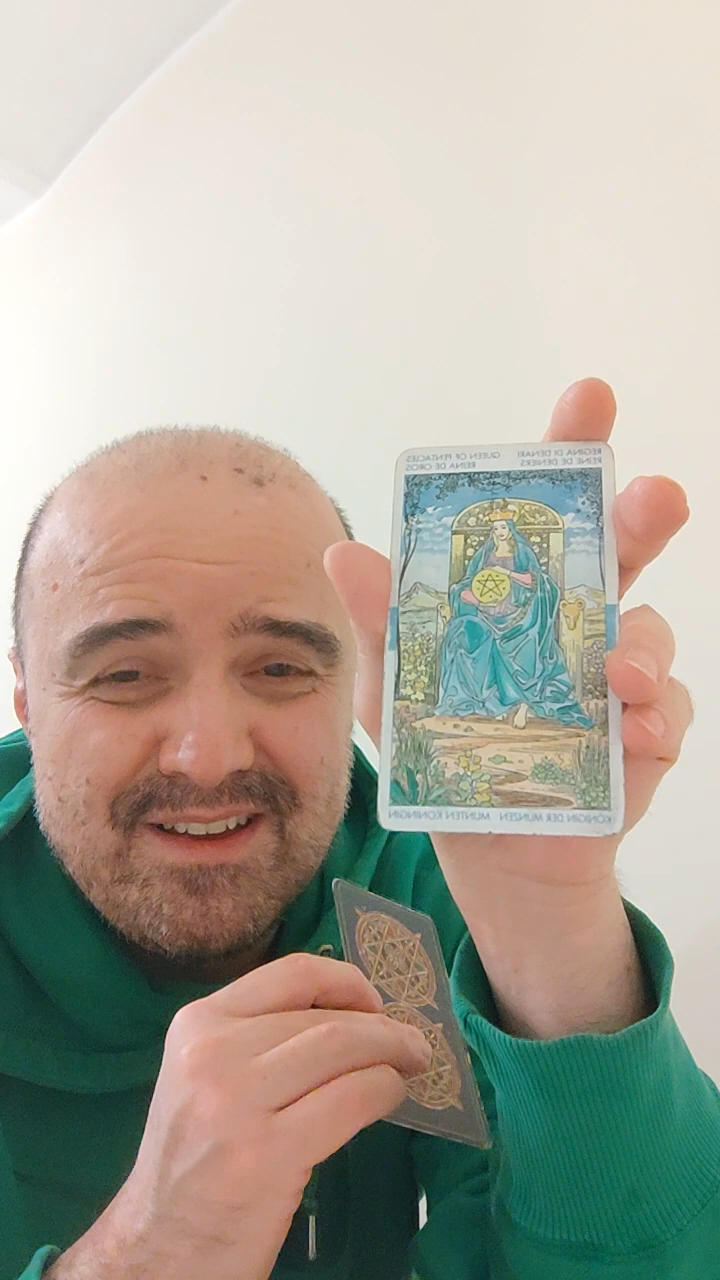 REGINA DI DENARI QUEEN OF PENTACLES
REINE DE DENIERS REINA DE OROS
KÖNIGIN DER MÜNZEN MUNTEN KONINGIN